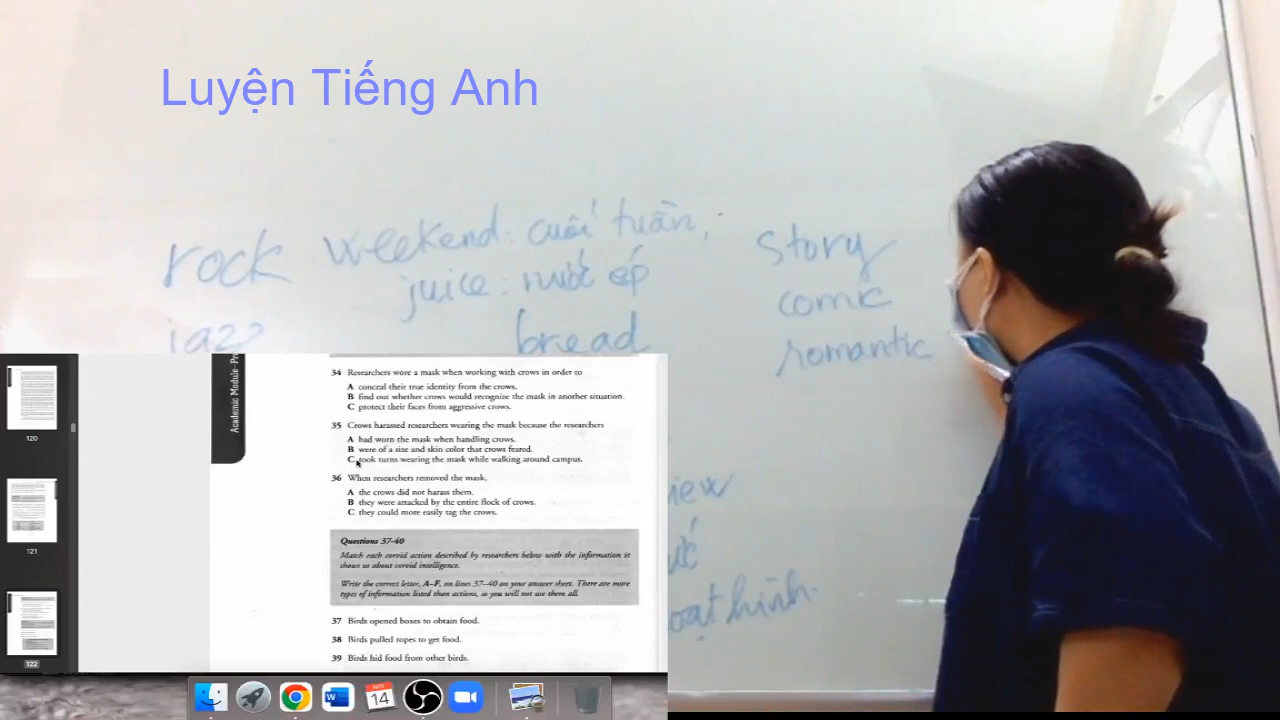 Luyện Tiếng Anh
rock weekend: cuối tuần, story
juice: nước ép comic
jazz bread romantic
view
hoạt hình.
Academic Module-Pr
34 Researchers wore a mask when working with crows in order to
A conceal their true identity from the crows.
B find out whether crows would recognize the mask in another situation.
C protect their faces from aggressive crows.
35 Crows harassed researchers wearing the mask because the researchers
A had worn the mask when handling crows.
B were of a size and skin color that crows feared.
C took turns wearing the mask while walking around campus.
36 When researchers removed the mask,
A the crows did not harass them.
B they were attacked by the entire flock of crows.
C they could more easily tag the crows.
Questions 37-40
Match each corvid action described by researchers below with the information it
shows us about corvid intelligence.
Write the correct letter, A–F, on lines 37–40 on your answer sheet. There are more
types of information listed than actions, so you will not use them all.
37 Birds opened boxes to obtain food.
38 Birds pulled ropes to get food.
39 Birds hid food from other birds.
120
121
122
14